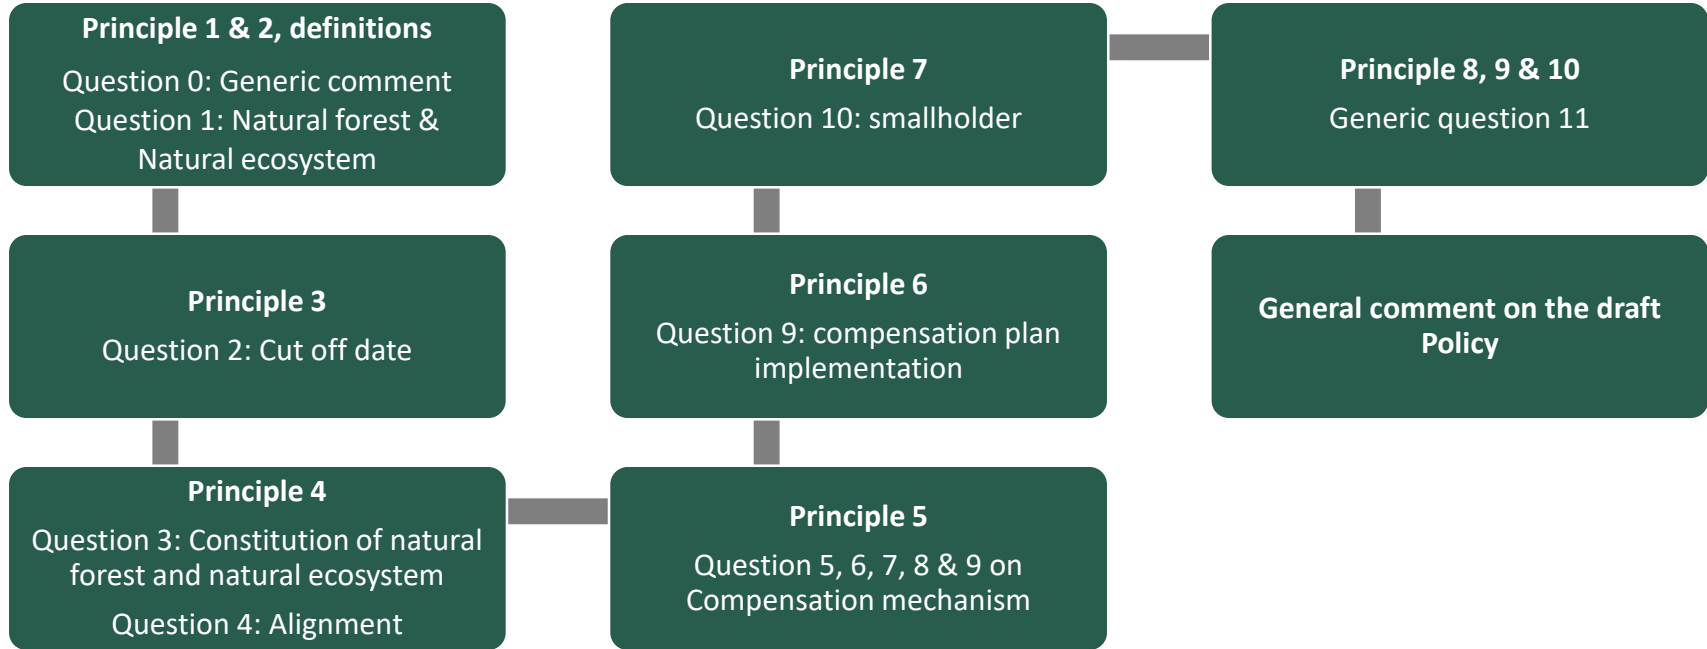 Principle 1 & 2, definitions
Question 0: Generic comment
Question 1: Natural forest &
Natural ecosystem
Principle 3
Question 2: Cut off date
Principle 4
Question 3: Constitution of natural
forest and natural ecosystem
Question 4: Alignment
Principle 5
Question 5, 6, 7, 8 & 9 on
Compensation mechanism
Principle 6
Question 9: compensation plan
implementation
Principle 7
Question 10: smallholder
Principle 8, 9 & 10
Generic question 11
General comment on the draft
Policy